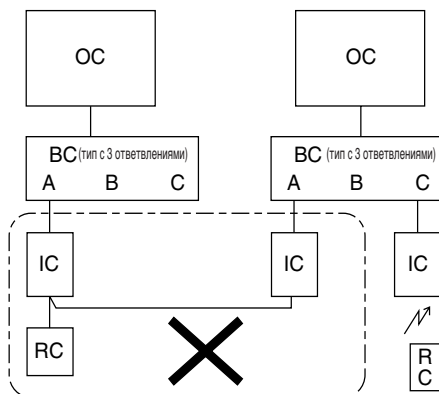 OC OC
BC (тип с 3 ответвлениями) BC (тип с 3 ответвлениями)
A B C A B C
IC IC IC
RC R
C